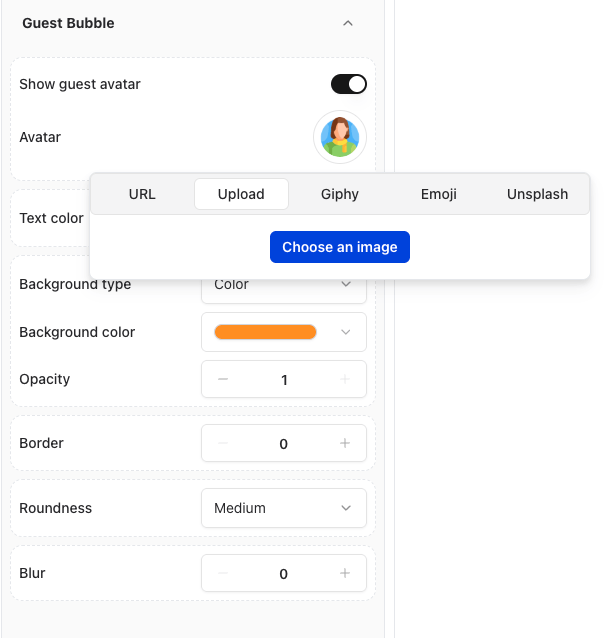 Guest Bubble
Show guest avatar
Avatar
URL Upload Giphy Emoji Unsplash
Text color
Choose an image
Background type Color
Background color
Opacity − 1 +
Border − 0 +
Roundness Medium
Blur − 0 +